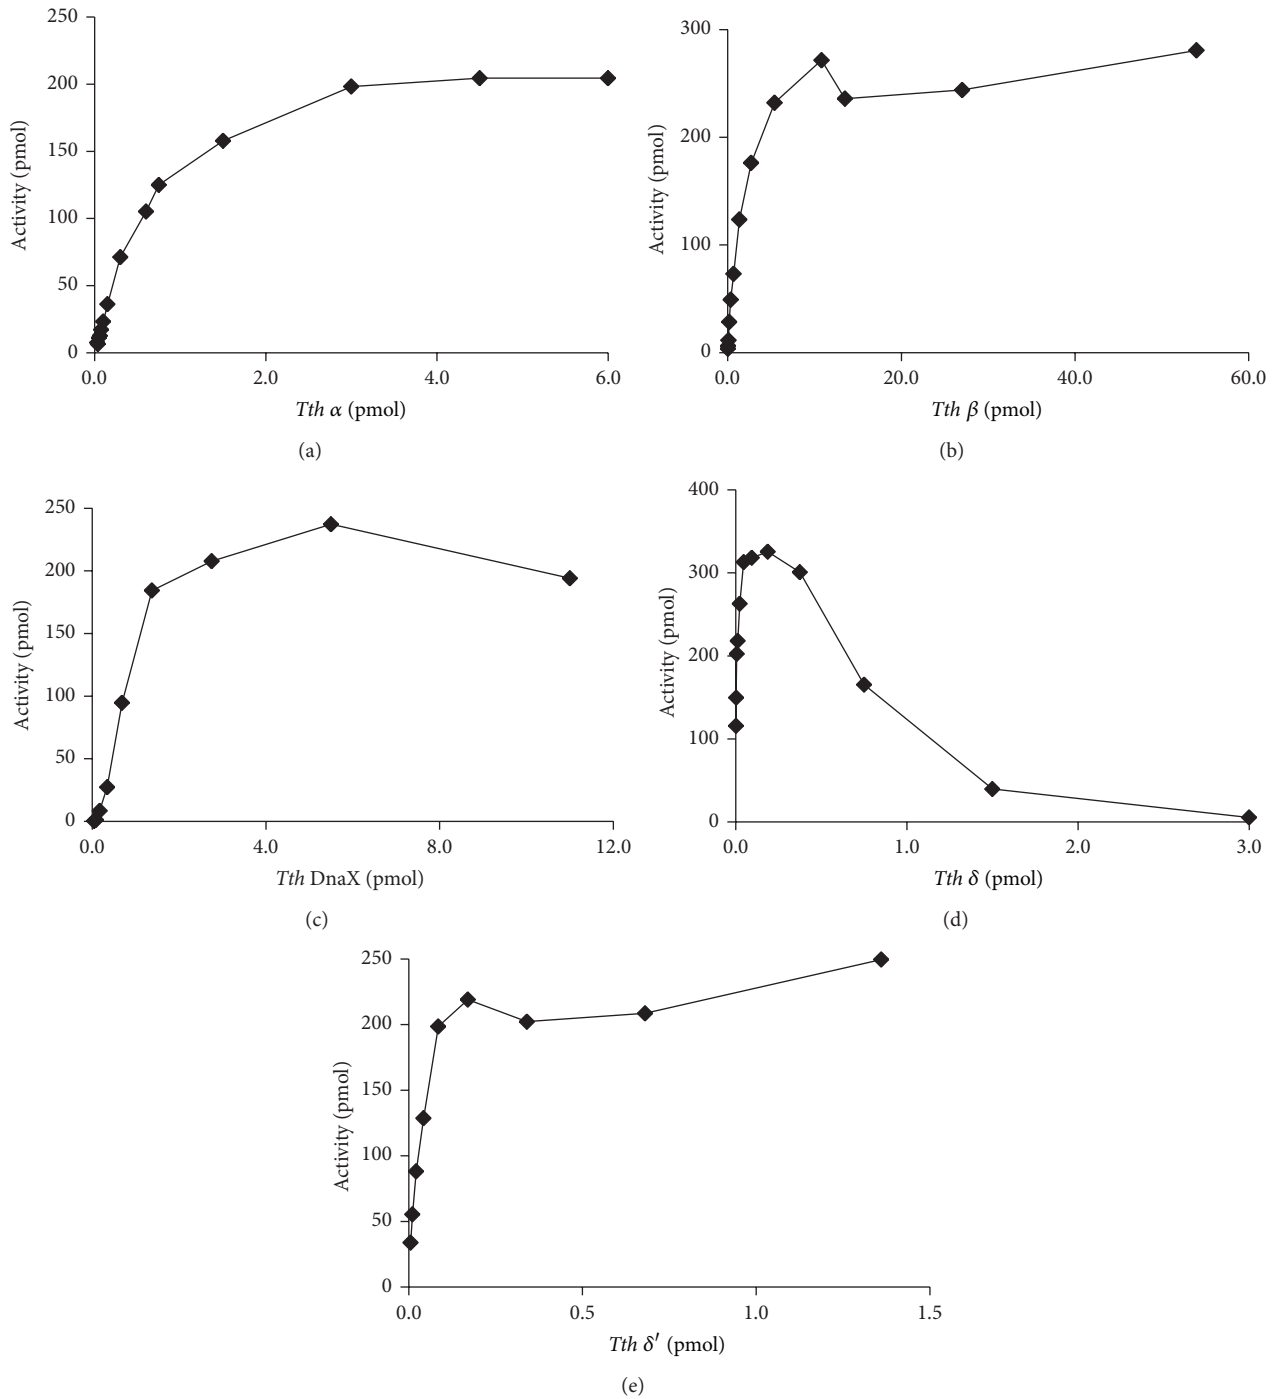 250
200
150
100
50
0
Activity (pmol)
0.0 2.0 4.0 6.0
Tth α (pmol)
(a)
300
200
100
0
Activity (pmol)
0.0 20.0 40.0 60.0
Tth β (pmol)
(b)
250
200
150
100
50
0
Activity (pmol)
0.0 4.0 8.0 12.0
Tth DnaX (pmol)
(c)
400
300
200
100
0
Activity (pmol)
0.0 1.0 2.0 3.0
Tth δ (pmol)
(d)
250
200
150
100
50
0
Activity (pmol)
0.0 0.5 1.0 1.5
Tth δ′ (pmol)
(e)